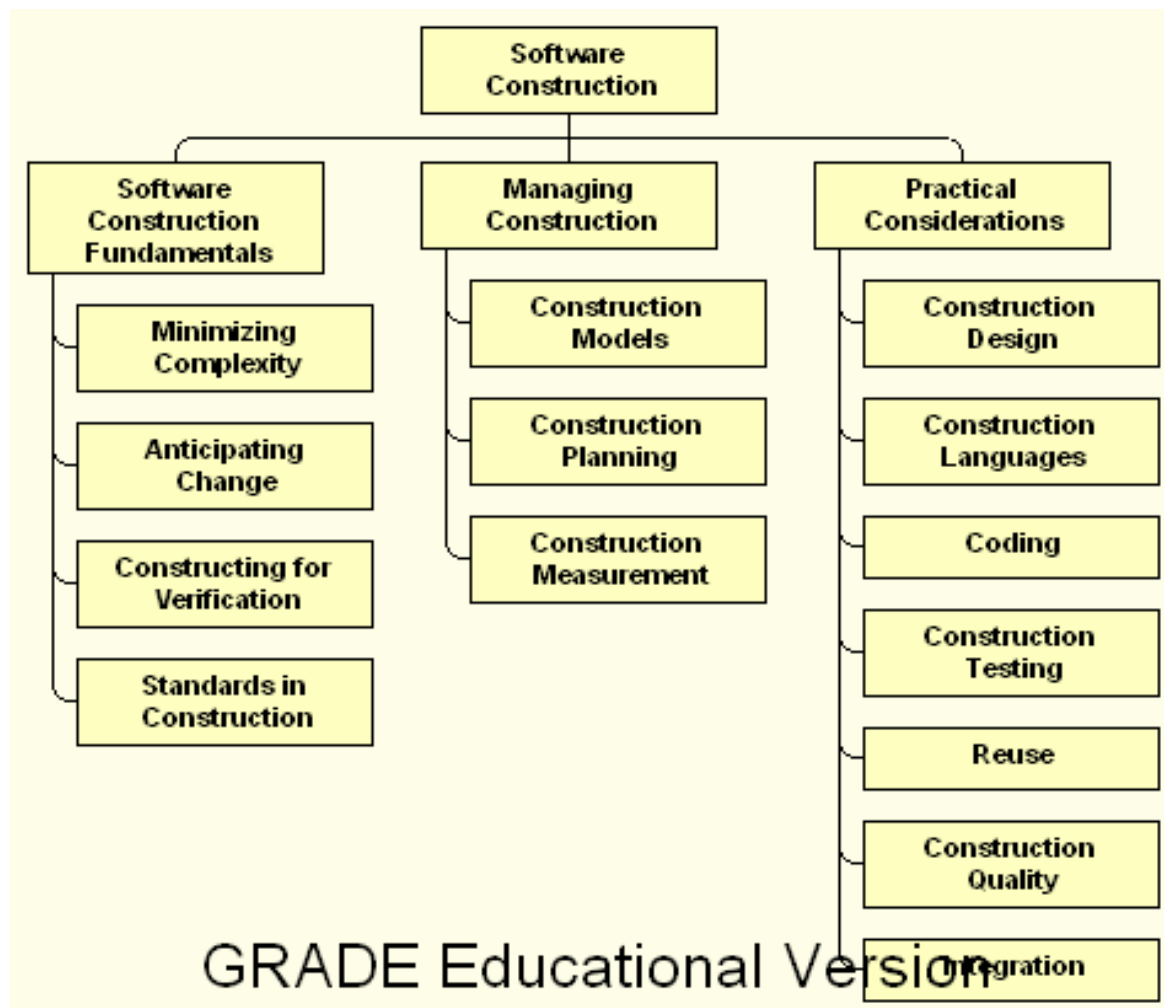 Software
Construction
Software
Construction
Fundamentals
Minimizing
Complexity
Anticipating
Change
Constructing for
Verification
Standards in
Construction
Managing
Construction
Construction
Models
Construction
Planning
Construction
Measurement
Practical
Considerations
Construction
Design
Construction
Languages
Coding
Construction
Testing
Reuse
Construction
Quality
Integration
GRADE Educational Version